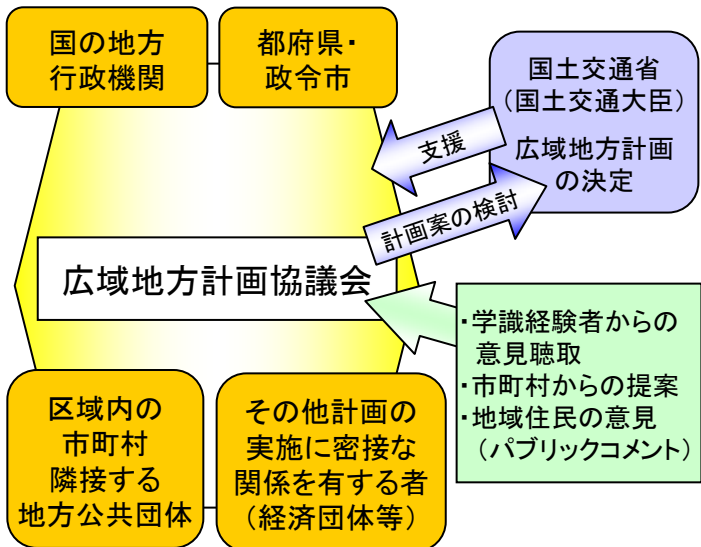 国の地方
行政機関
都府県・
政令市
国土交通省
（国土交通大臣）
広域地方計画
の決定
支援
計画案の検討
広域地方計画協議会
・学識経験者からの
意見聴取
・市町村からの提案
・地域住民の意見
（パブリックコメント）
区域内の
市町村
隣接する
地方公共団体
その他計画の
実施に密接な
関係を有する者
（経済団体等）